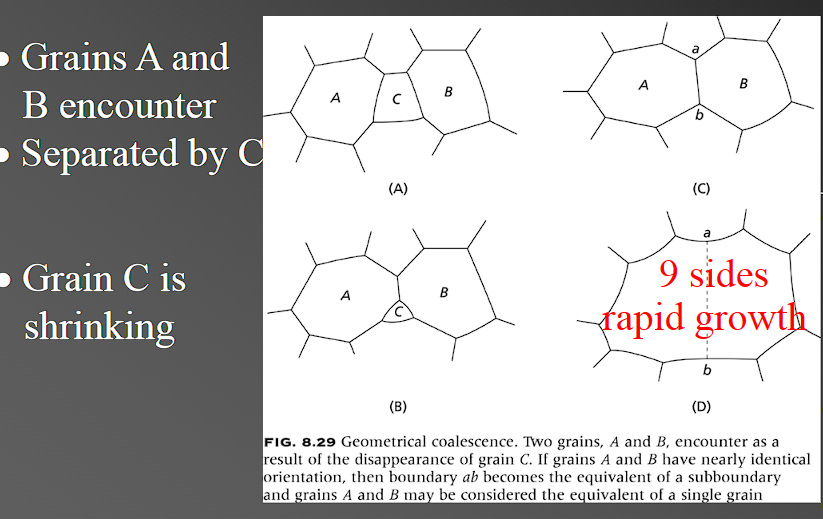 • Grains A and
B encounter
• Separated by C
• Grain C is
shrinking
A
C
B
(A)
A
a
b
B
(C)
A
C
B
(B)
a
9 sides
rapid growth
b
(D)
FIG. 8.29 Geometrical coalescence. Two grains, A and B, encounter as a
result of the disappearance of grain C. If grains A and B have nearly identical
orientation, then boundary ab becomes the equivalent of a subboundary
and grains A and B may be considered the equivalent of a single grain